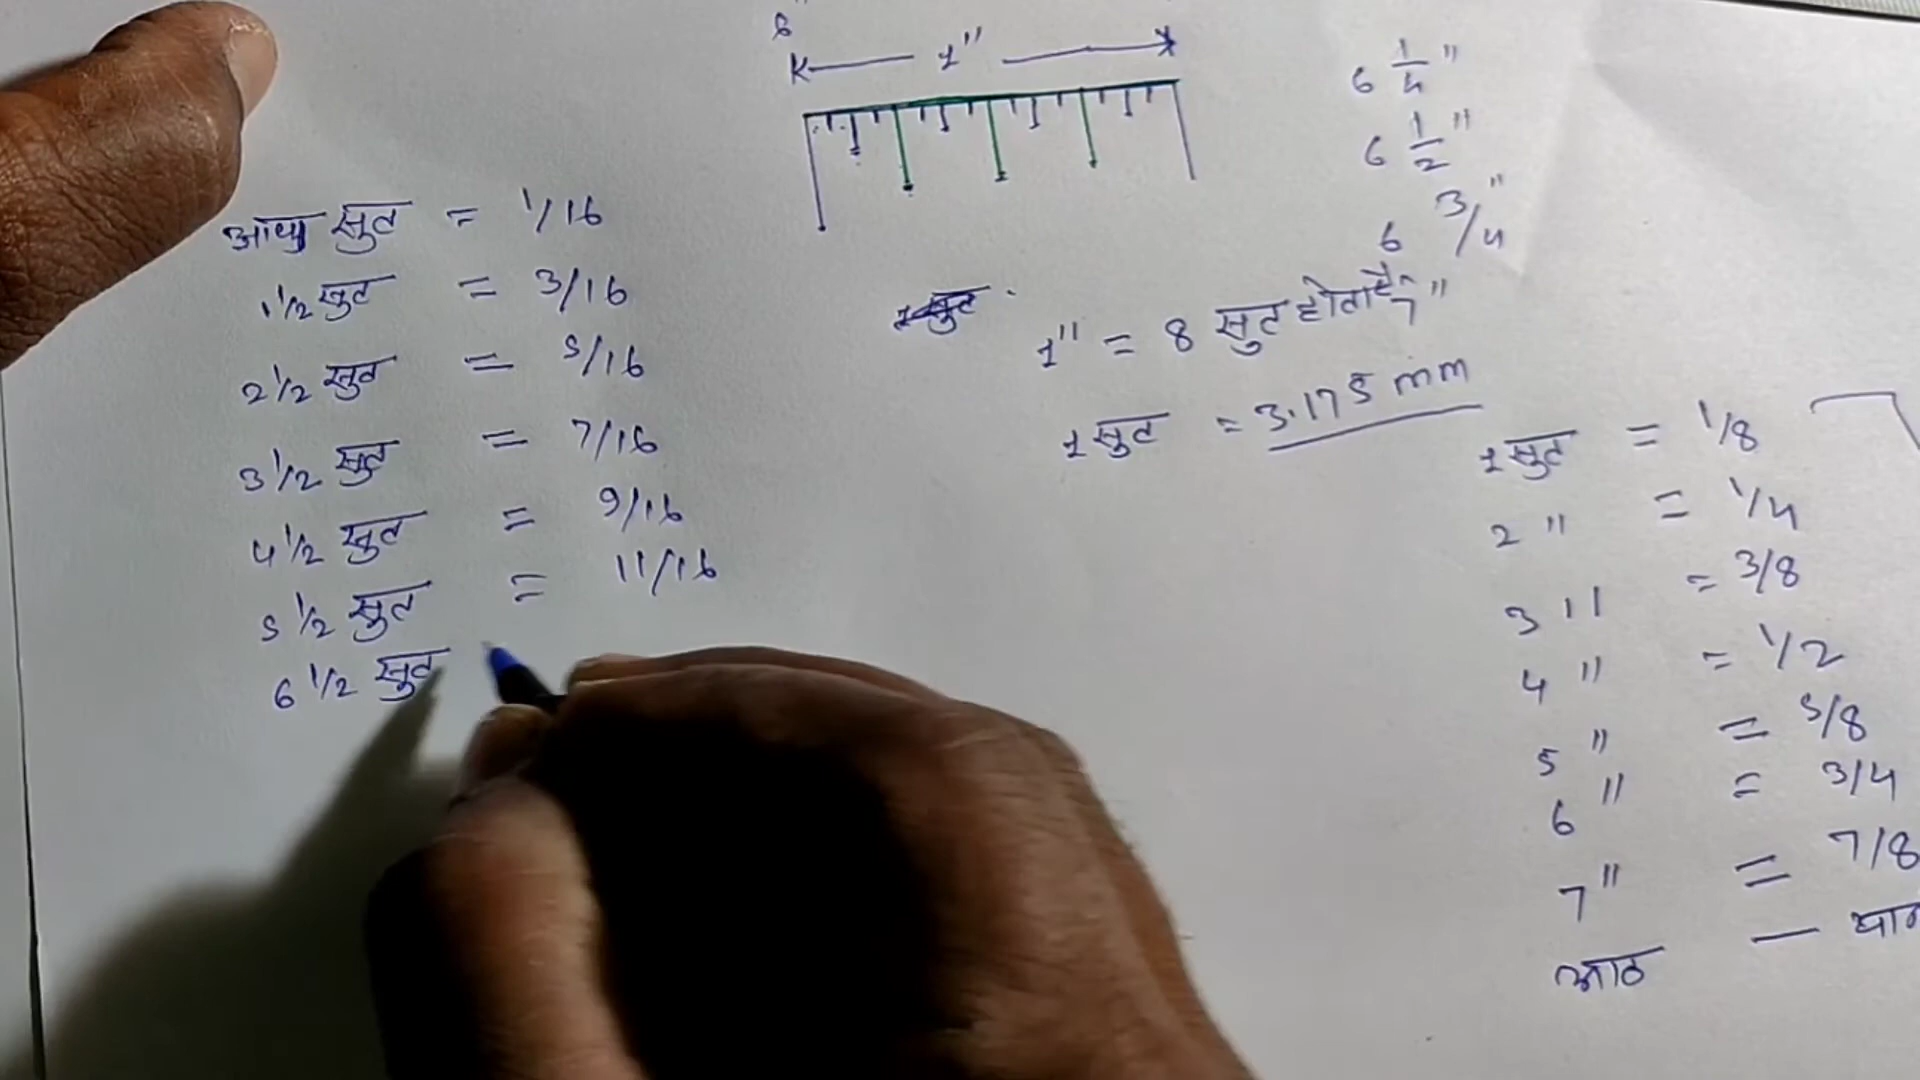 6"
1"
6 1/4"
6 1/2"
6 3/4"
7"
आधा सुत = 1/16
1 1/2 सुत = 3/16
2 1/2 सुत = 5/16
3 1/2 सुत = 7/16
4 1/2 सुत = 9/16
5 1/2 सुत = 11/16
6 1/2 सुत
1" = 8 सुत होता है
1 सुत = 3.175 mm
1 सुत = 1/8
2 " = 1/4
3 " = 3/8
4 " = 1/2
5 " = 5/8
6 " = 3/4
7 " = 7/8
आठ —